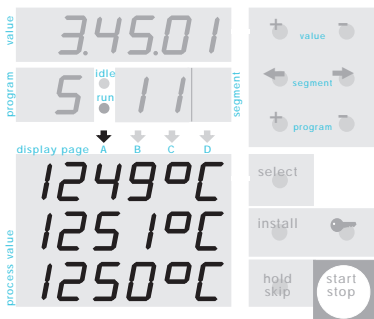 value
3.45.01
+ −
value
program
5
idle
run
11
segment
segment
+ −
program
display page A B C D
process value
1249°C
1251°C
1250°C
select
install
hold
skip
start
stop